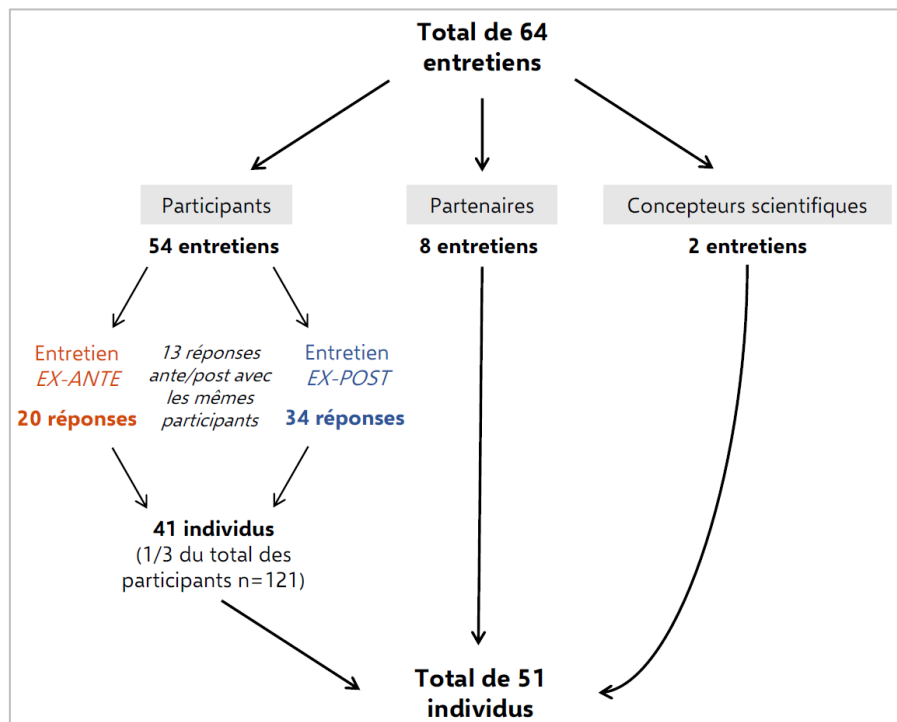 Total de 64
entretiens
Participants
54 entretiens
Partenaires
8 entretiens
Concepteurs scientifiques
2 entretiens
Entretien
EX-ANTE
20 réponses
13 réponses
ante/post avec
les mêmes
participants
Entretien
EX-POST
34 réponses
41 individus
(1/3 du total des
participants n=121)
Total de 51
individus